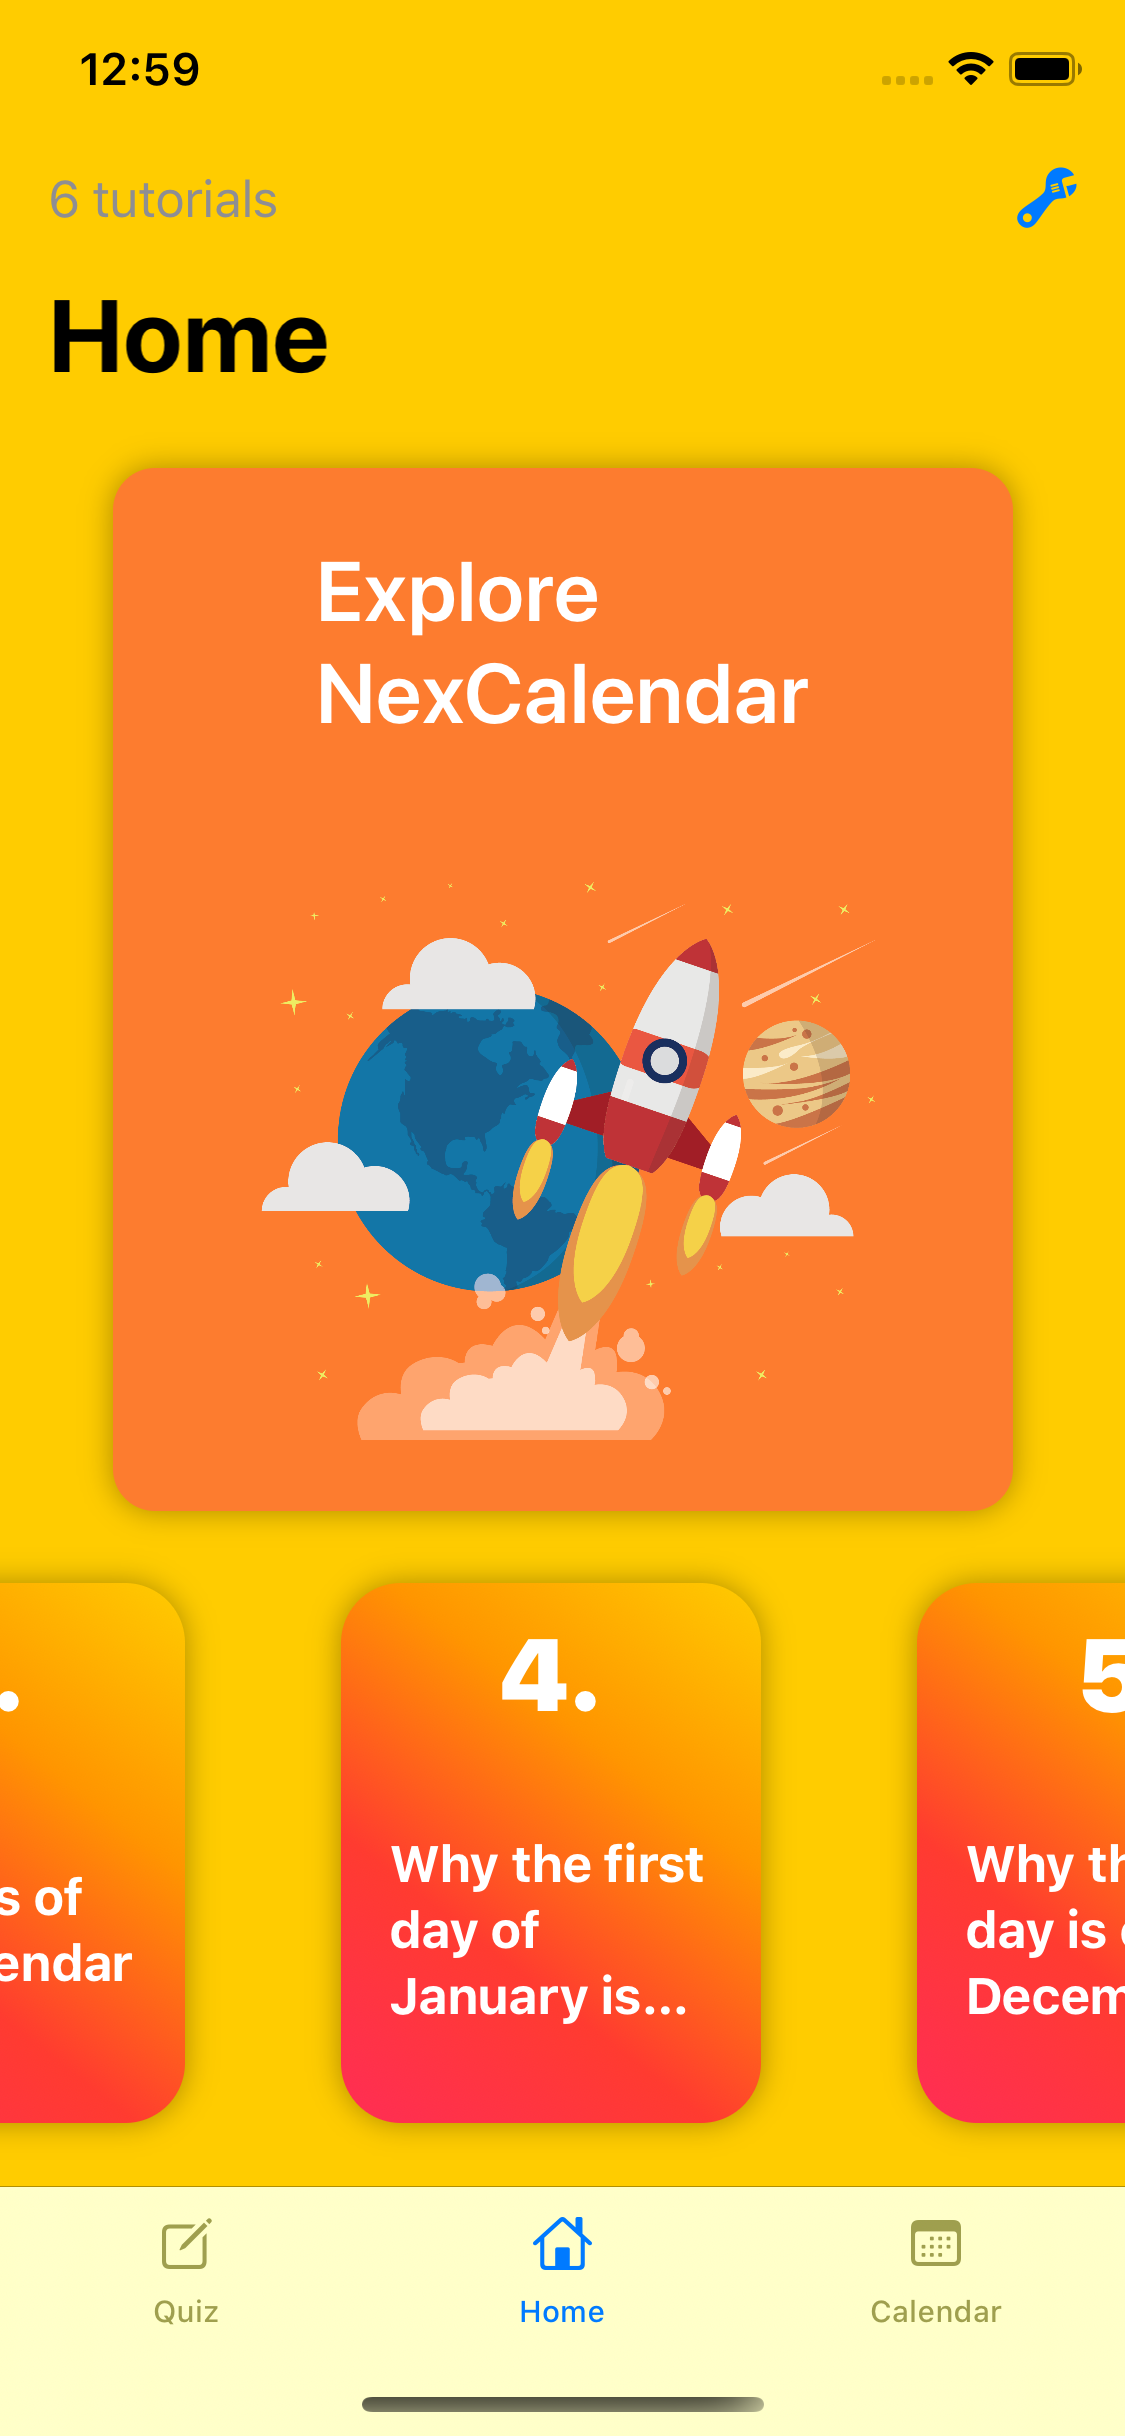 12:59
6 tutorials
Home
Explore
NexCalendar
4.
Why the first
day of
January is...
s of
endar
5
Why th
day is
Decem
Quiz
Home
Calendar